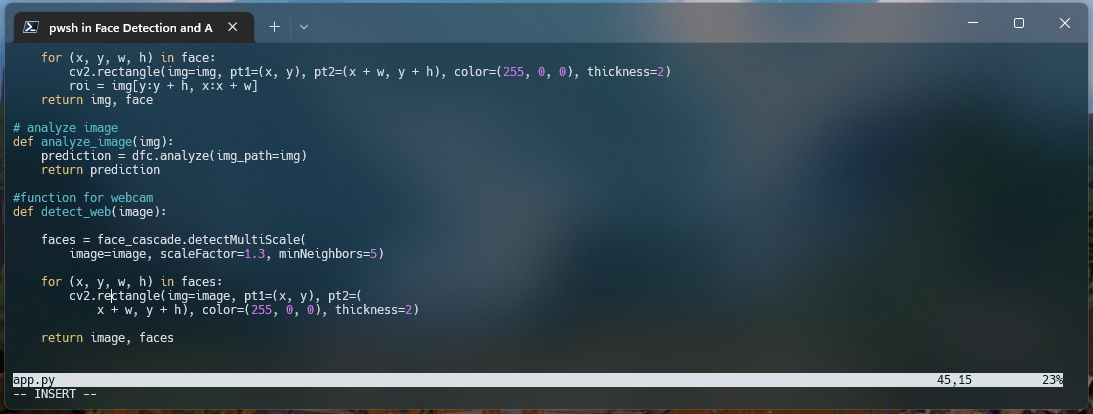 pwsh in Face Detection and A
    for (x, y, w, h) in face:
        cv2.rectangle(img=img, pt1=(x, y), pt2=(x + w, y + h), color=(255, 0, 0), thickness=2)
        roi = img[y:y + h, x:x + w]
    return img, face
# analyze image
def analyze_image(img):
    prediction = dfc.analyze(img_path=img)
    return prediction
#function for webcam
def detect_web(image):
    faces = face_cascade.detectMultiScale(
        image=image, scaleFactor=1.3, minNeighbors=5)
    for (x, y, w, h) in faces:
        cv2.rectangle(img=image, pt1=(x, y), pt2=(
            x + w, y + h), color=(255, 0, 0), thickness=2)
    return image, faces
app.py 45,15 23%
-- INSERT --